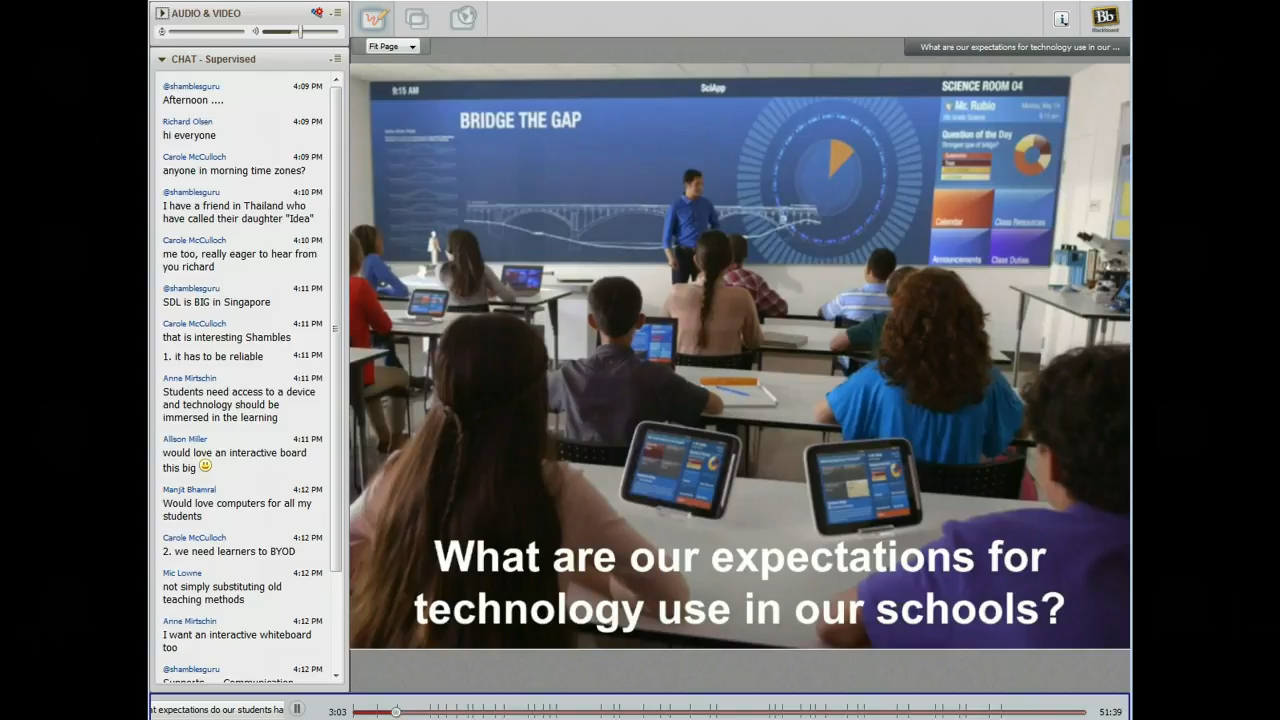 AUDIO & VIDEO
CHAT - Supervised
@shamblesguru 4:09 PM
Afternoon ....
Richard Olsen 4:09 PM
hi everyone
Carole McCulloch 4:09 PM
anyone in morning time zones?
@shamblesguru 4:10 PM
I have a friend in Thailand who
have called their daughter "Idea"
Carole McCulloch 4:10 PM
me too, really eager to hear from
you richard
@shamblesguru 4:11 PM
SDL is BIG in Singapore
Carole McCulloch 4:11 PM
that is interesting Shambles
1. it has to be reliable 4:11 PM
Anne Mirtschin 4:11 PM
Students need access to a device
and technology should be
immersed in the learning
Allison Miller 4:11 PM
would love an interactive board
this big
Manjit Bhamral 4:12 PM
Would love computers for all my
students
Carole McCulloch 4:12 PM
2. we need learners to BYOD
Mic Lowne 4:12 PM
not simply substituting old
teaching methods
Anne Mirtschin 4:12 PM
I want an interactive whiteboard
too
@shamblesguru 4:12 PM
Fit Page
Bb
Blackboard
What are our expectations for technology use in our ...
9:15 AM
SciApp
SCIENCE ROOM 04
BRIDGE THE GAP
Mr. Rubio
Question of the Day
Calendar
Class Resources
Announcements
Class Duties
What are our expectations for
technology use in our schools?
at expectations do our students ha
3:03
51:39